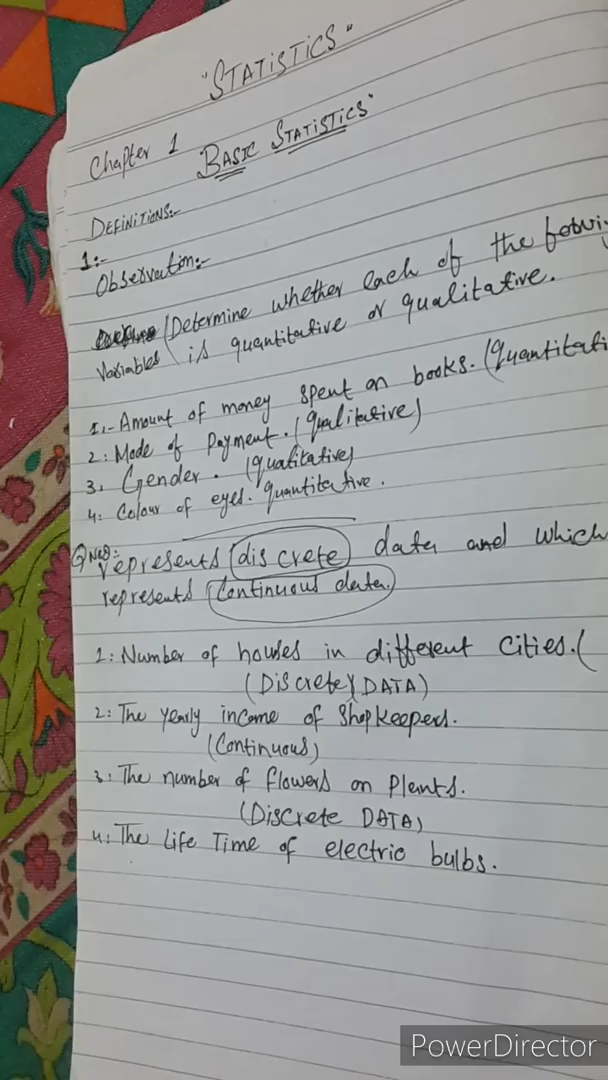 "STATISTICS"
Chapter 1
BASIC STATISTICS"
DEFINITIONS:-
1:-
Observation:-
(Determine whether each of the
Variables is quantitative or qualitative.
1:- Amount of money spent on books. (Quantitati
2: Mode of Payment. (qualitative)
3. Gender. (qualitative)
4: Colour of eyes. quantitative.
Q No2:
represents discrete data and which
represents continuous data.
1: Number of houses in different Cities. (
(Discrete)(DATA)
2: The yearly income of Shopkeepers.
(Continuous)
3: The number of flowers on Plants.
(Discrete DATA)
4: The Life Time of electric bulbs.
PowerDirector